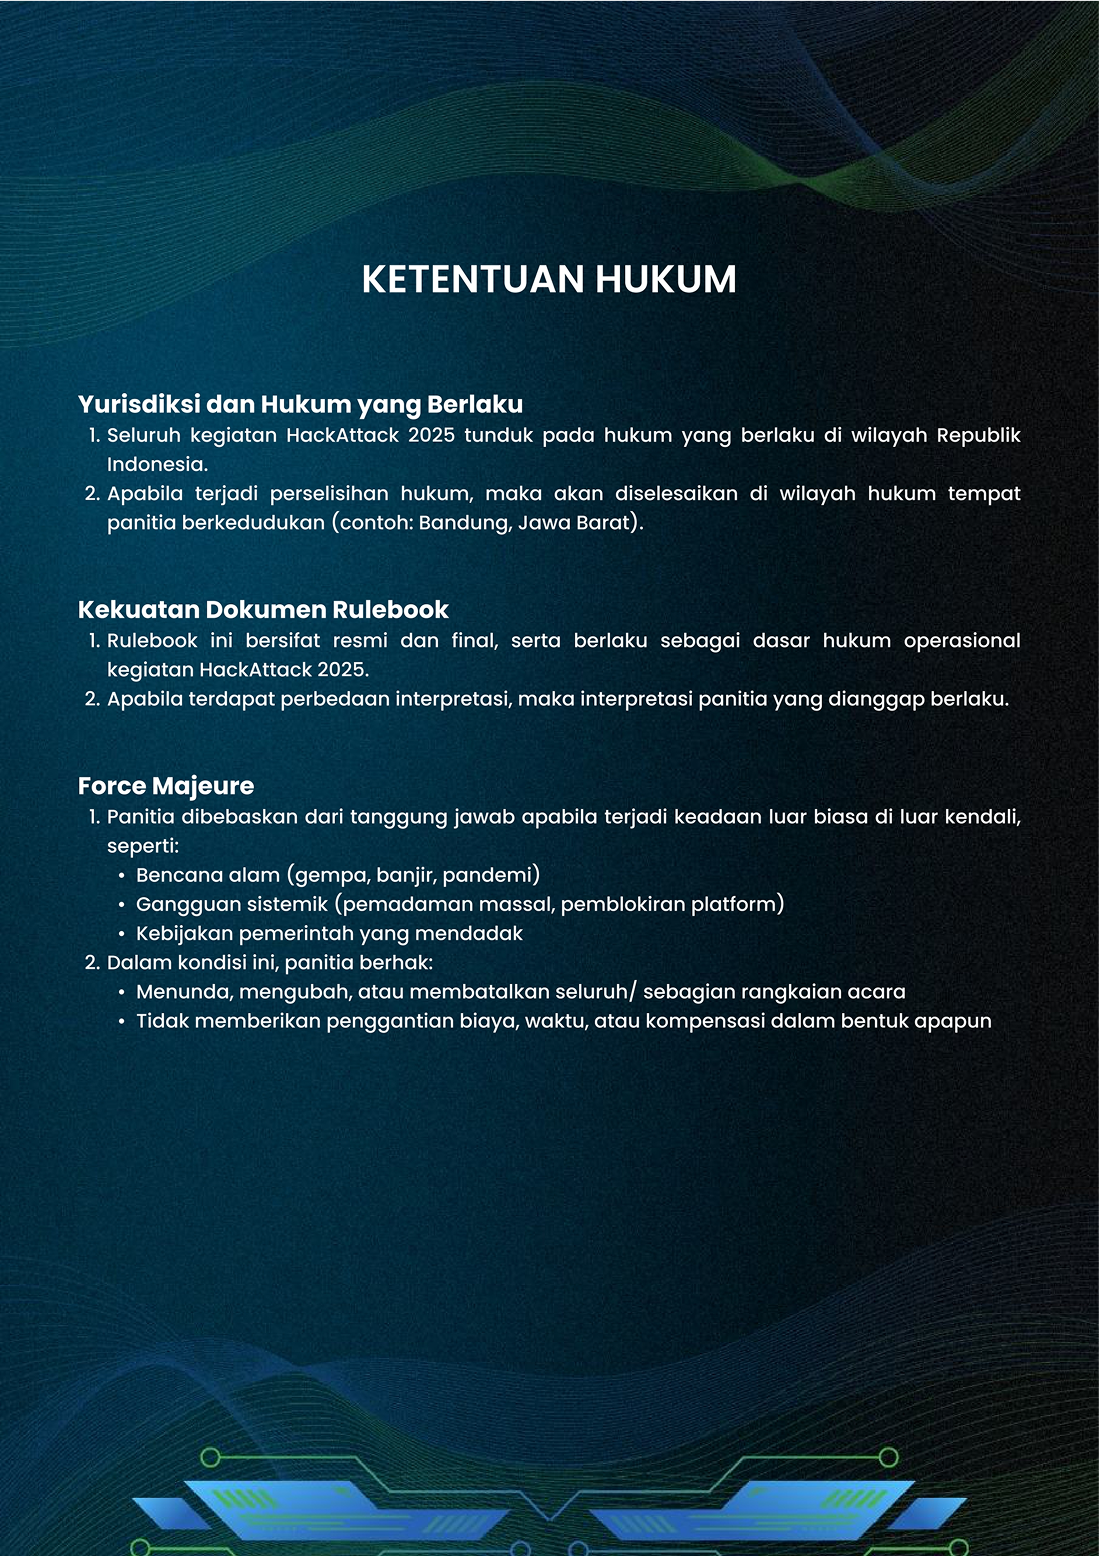 KETENTUAN HUKUM
Yurisdiksi dan Hukum yang Berlaku
1. Seluruh kegiatan HackAttack 2025 tunduk pada hukum yang berlaku di wilayah Republik
Indonesia.
2. Apabila terjadi perselisihan hukum, maka akan diselesaikan di wilayah hukum tempat
panitia berkedudukan (contoh: Bandung, Jawa Barat).
Kekuatan Dokumen Rulebook
1. Rulebook ini bersifat resmi dan final, serta berlaku sebagai dasar hukum operasional
kegiatan HackAttack 2025.
2. Apabila terdapat perbedaan interpretasi, maka interpretasi panitia yang dianggap berlaku.
Force Majeure
1. Panitia dibebaskan dari tanggung jawab apabila terjadi keadaan luar biasa di luar kendali,
seperti:
• Bencana alam (gempa, banjir, pandemi)
• Gangguan sistemik (pemadaman massal, pemblokiran platform)
• Kebijakan pemerintah yang mendadak
2. Dalam kondisi ini, panitia berhak:
• Menunda, mengubah, atau membatalkan seluruh/ sebagian rangkaian acara
• Tidak memberikan penggantian biaya, waktu, atau kompensasi dalam bentuk apapun